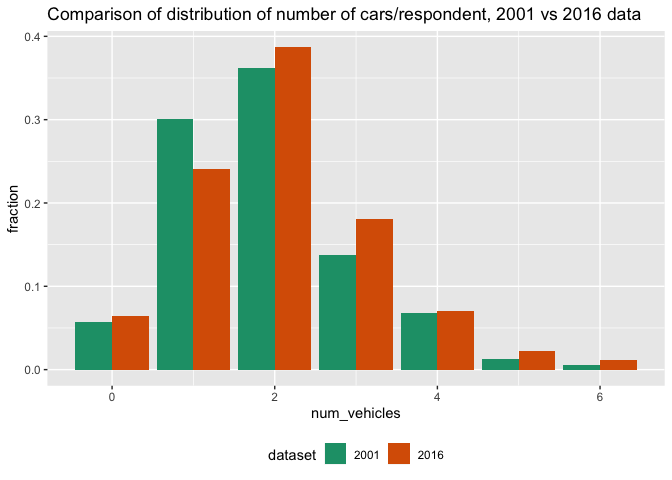 Comparison of distribution of number of cars/respondent, 2001 vs 2016 data
0.4
0.3
0.2
0.1
0.0
fraction
0 2 4 6
num_vehicles
dataset 2001 2016